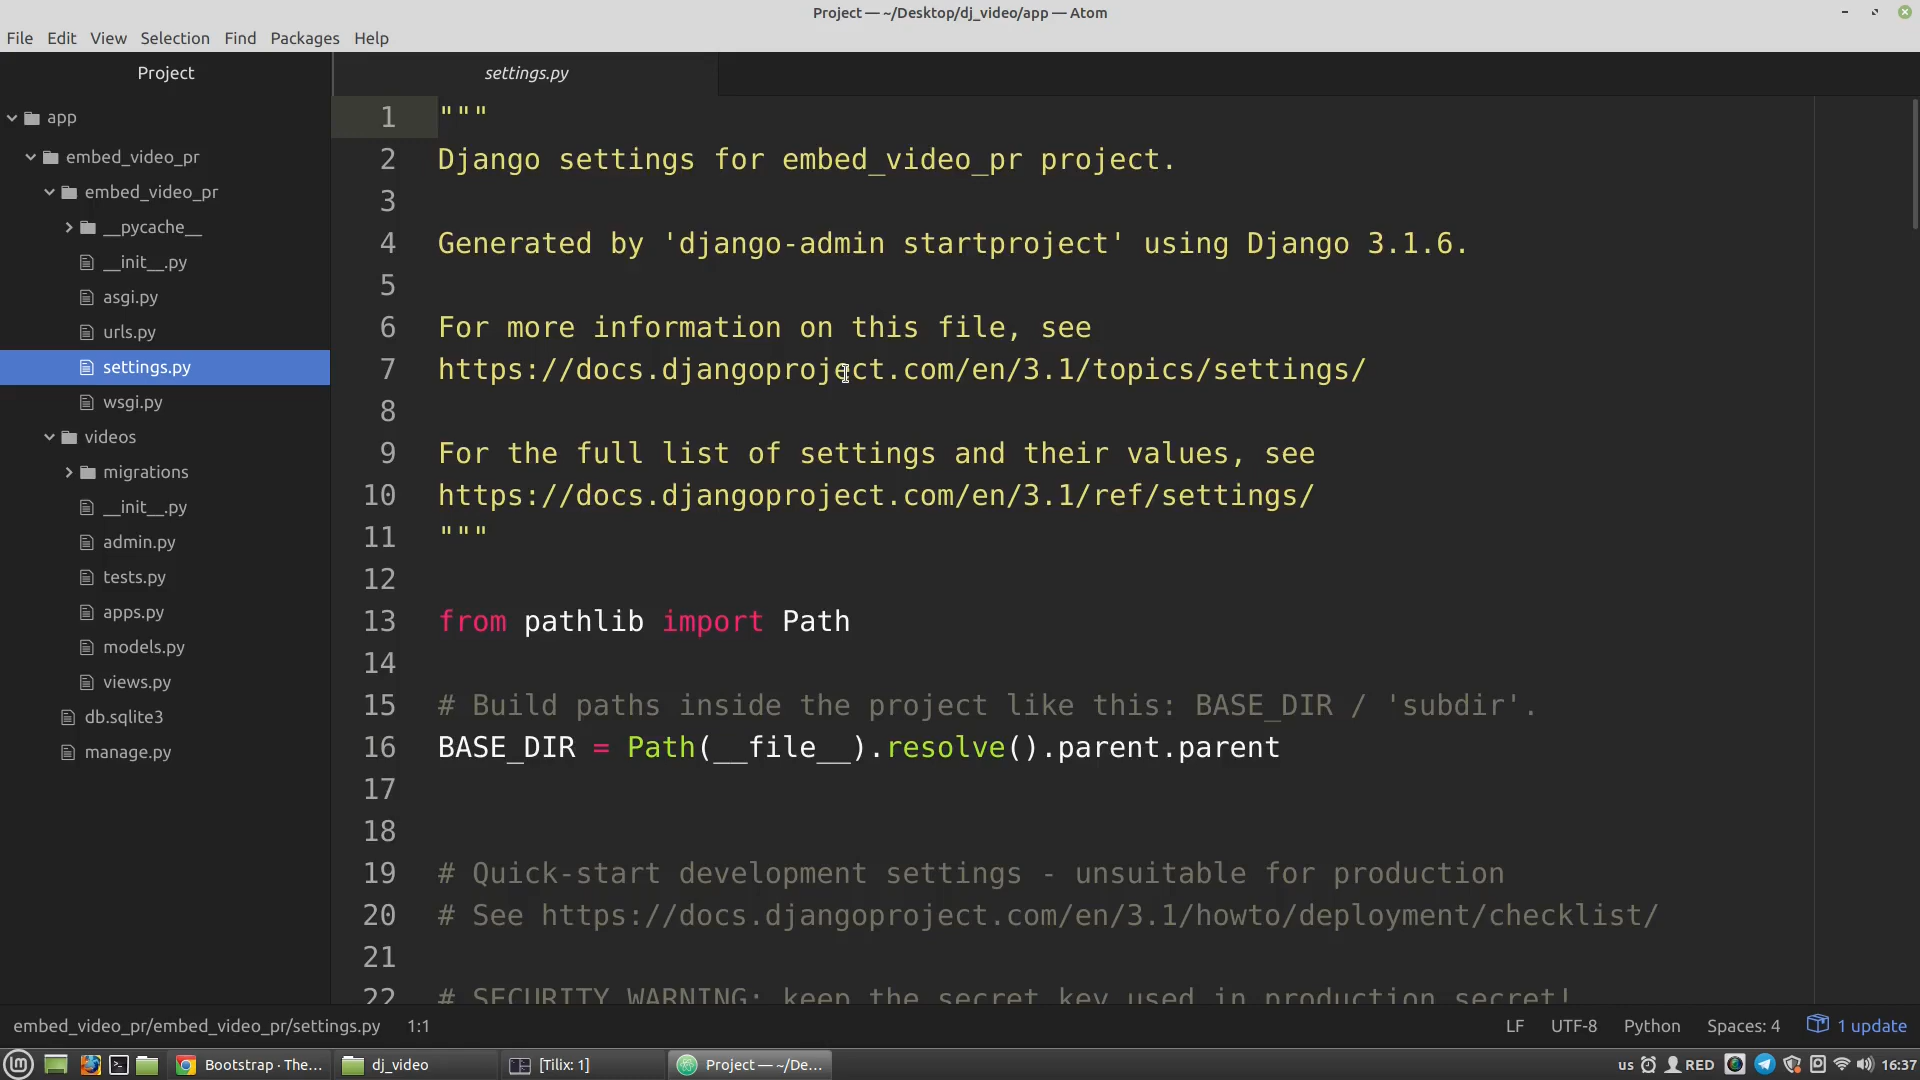 Project — ~/Desktop/dj_video/app — Atom
File Edit View Selection Find Packages Help
Project
settings.py
app
embed_video_pr
embed_video_pr
__pycache__
__init__.py
asgi.py
urls.py
settings.py
wsgi.py
videos
migrations
__init__.py
admin.py
tests.py
apps.py
models.py
views.py
db.sqlite3
manage.py
1 """
2 Django settings for embed_video_pr project.
3
4 Generated by 'django-admin startproject' using Django 3.1.6.
5
6 For more information on this file, see
7 https://docs.djangoproject.com/en/3.1/topics/settings/
8
9 For the full list of settings and their values, see
10 https://docs.djangoproject.com/en/3.1/ref/settings/
11 """
12
13 from pathlib import Path
14
15 # Build paths inside the project like this: BASE_DIR / 'subdir'.
16 BASE_DIR = Path(__file__).resolve().parent.parent
17
18
19 # Quick-start development settings - unsuitable for production
20 # See https://docs.djangoproject.com/en/3.1/howto/deployment/checklist/
21
22 # SECURITY WARNING: keep the secret key used in production secret!
embed_video_pr/embed_video_pr/settings.py 1:1 LF UTF-8 Python Spaces: 4 1 update
Bootstrap · The... dj_video [Tilix: 1] Project — ~/De... us RED 16:37